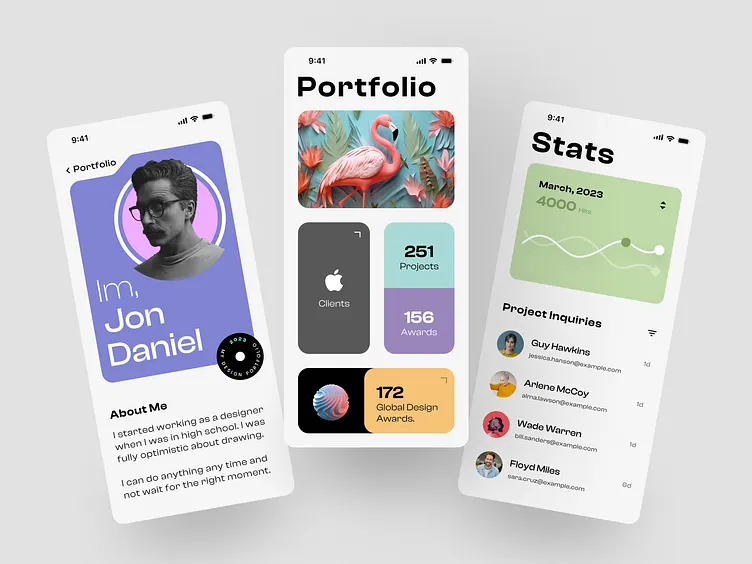 9:41
Portfolio
Im,
Jon
Daniel
2023
MY DESIGN PORTFOLIO
About Me
I started working as a designer
when I was in high school. I was
fully optimistic about drawing.
I can do anything any time and
not wait for the right moment.
9:41
Portfolio
Clients
251
Projects
156
Awards
172
Global Design
Awards.
9:41
Stats
March, 2023
4000 Hits
Project Inquiries
Guy Hawkins
jessica.hanson@example.com
1d
Arlene McCoy
alma.lawson@example.com
1d
Wade Warren
bill.sanders@example.com
1d
Floyd Miles
sara.cruz@example.com
6d